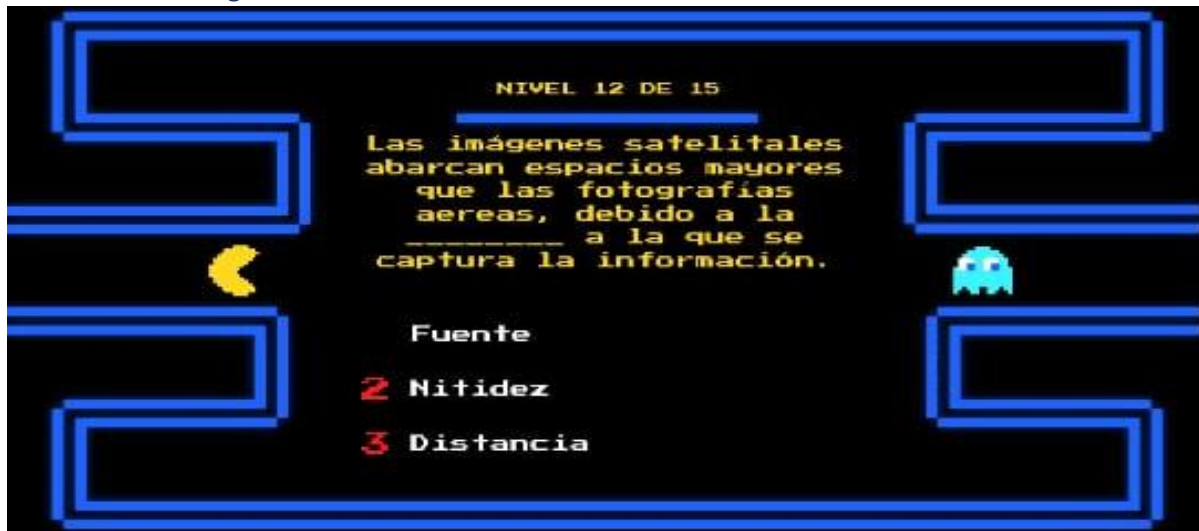 NIVEL 12 DE 15
Las imágenes satelitales
abarcan espacios mayores
que las fotografías
aereas, debido a la
________ a la que se
captura la información.
Fuente
2 Nitidez
3 Distancia